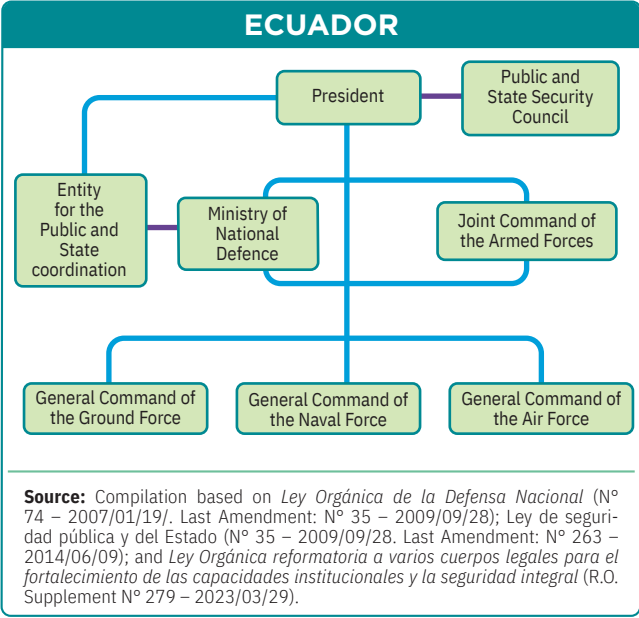 ECUADOR
President
Public and
State Security
Council
Entity
for the
Public and
State
coordination
Ministry of
National
Defence
Joint Command of
the Armed Forces
General Command of
the Ground Force
General Command of
the Naval Force
General Command of
the Air Force
Source: Compilation based on Ley Orgánica de la Defensa Nacional (N°
74 – 2007/01/19/. Last Amendment: N° 35 – 2009/09/28); Ley de seguri-
dad pública y del Estado (N° 35 – 2009/09/28. Last Amendment: N° 263 –
2014/06/09); and Ley Orgánica reformatoria a varios cuerpos legales para el
fortalecimiento de las capacidades institucionales y la seguridad integral (R.O.
Supplement N° 279 – 2023/03/29).